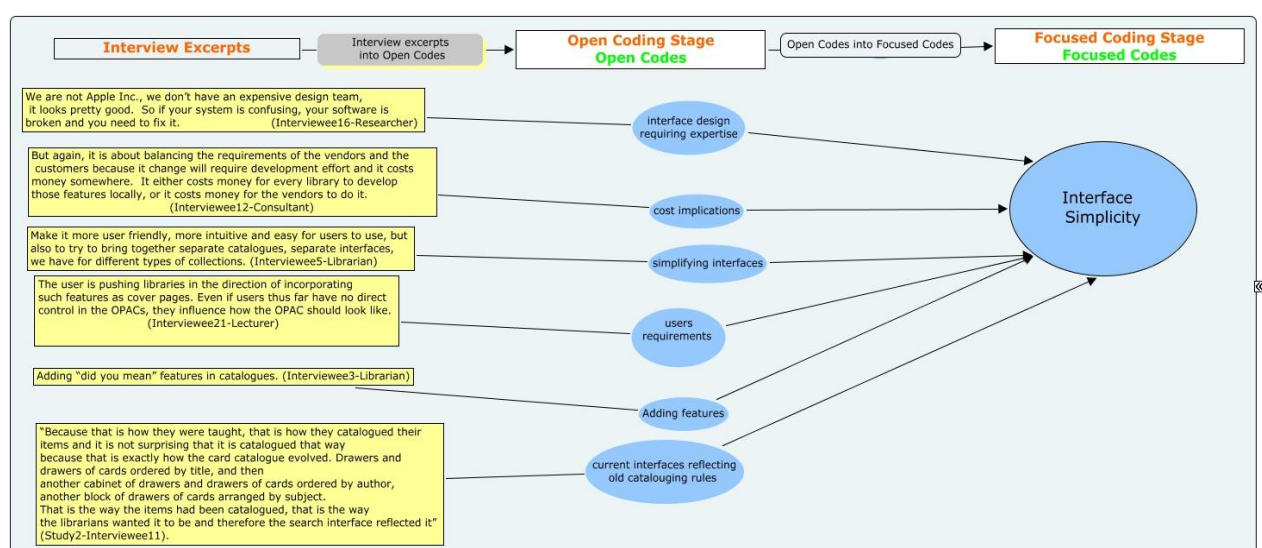 Interview Excerpts
Interview excerpts
into Open Codes
Open Coding Stage
Open Codes
Open Codes into Focused Codes
Focused Coding Stage
Focused Codes
We are not Apple Inc., we don’t have an expensive design team,
it looks pretty good. So if your system is confusing, your software is
broken and you need to fix it. (Interviewee16-Researcher)
interface design
requiring expertise
But again, it is about balancing the requirements of the vendors and the
customers because it change will require development effort and it costs
money somewhere. It either costs money for every library to develop
those features locally, or it costs money for the vendors to do it.
(Interviewee12-Consultant)
cost implications
Interface
Simplicity
Make it more user friendly, more intuitive and easy for users to use, but
also to try to bring together separate catalogues, separate interfaces,
we have for different types of collections. (Interviewee5-Librarian)
simplifying interfaces
The user is pushing libraries in the direction of incorporating
such features as cover pages. Even if users thus far have no direct
control in the OPACs, they influence how the OPAC should look like.
(Interviewee21-Lecturer)
users
requirements
Adding “did you mean” features in catalogues. (Interviewee3-Librarian)
Adding features
“Because that is how they were taught, that is how they catalogued their
items and it is not surprising that it is catalogued that way
because that is exactly how the card catalogue evolved. Drawers and
drawers of cards ordered by title, and then
another cabinet of drawers and drawers of cards ordered by author,
another block of drawers of cards arranged by subject.
That is the way the items had been catalogued, that is the way
the librarians wanted it to be and therefore the search interface reflected it”
(Study2-Interviewee11).
current interfaces reflecting
old catalouging rules